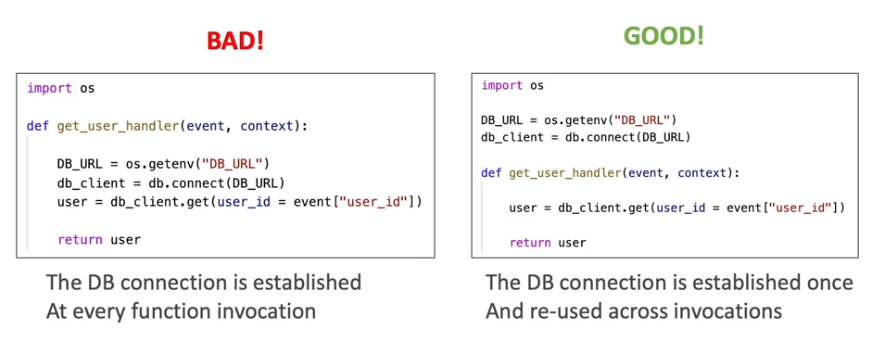 BAD!
import os
def get_user_handler(event, context):
DB_URL = os.getenv("DB_URL")
db_client = db.connect(DB_URL)
user = db_client.get(user_id = event["user_id"])
return user
The DB connection is established
At every function invocation
GOOD!
import os
DB_URL = os.getenv("DB_URL")
db_client = db.connect(DB_URL)
def get_user_handler(event, context):
user = db_client.get(user_id = event["user_id"])
return user
The DB connection is established once
And re-used across invocations